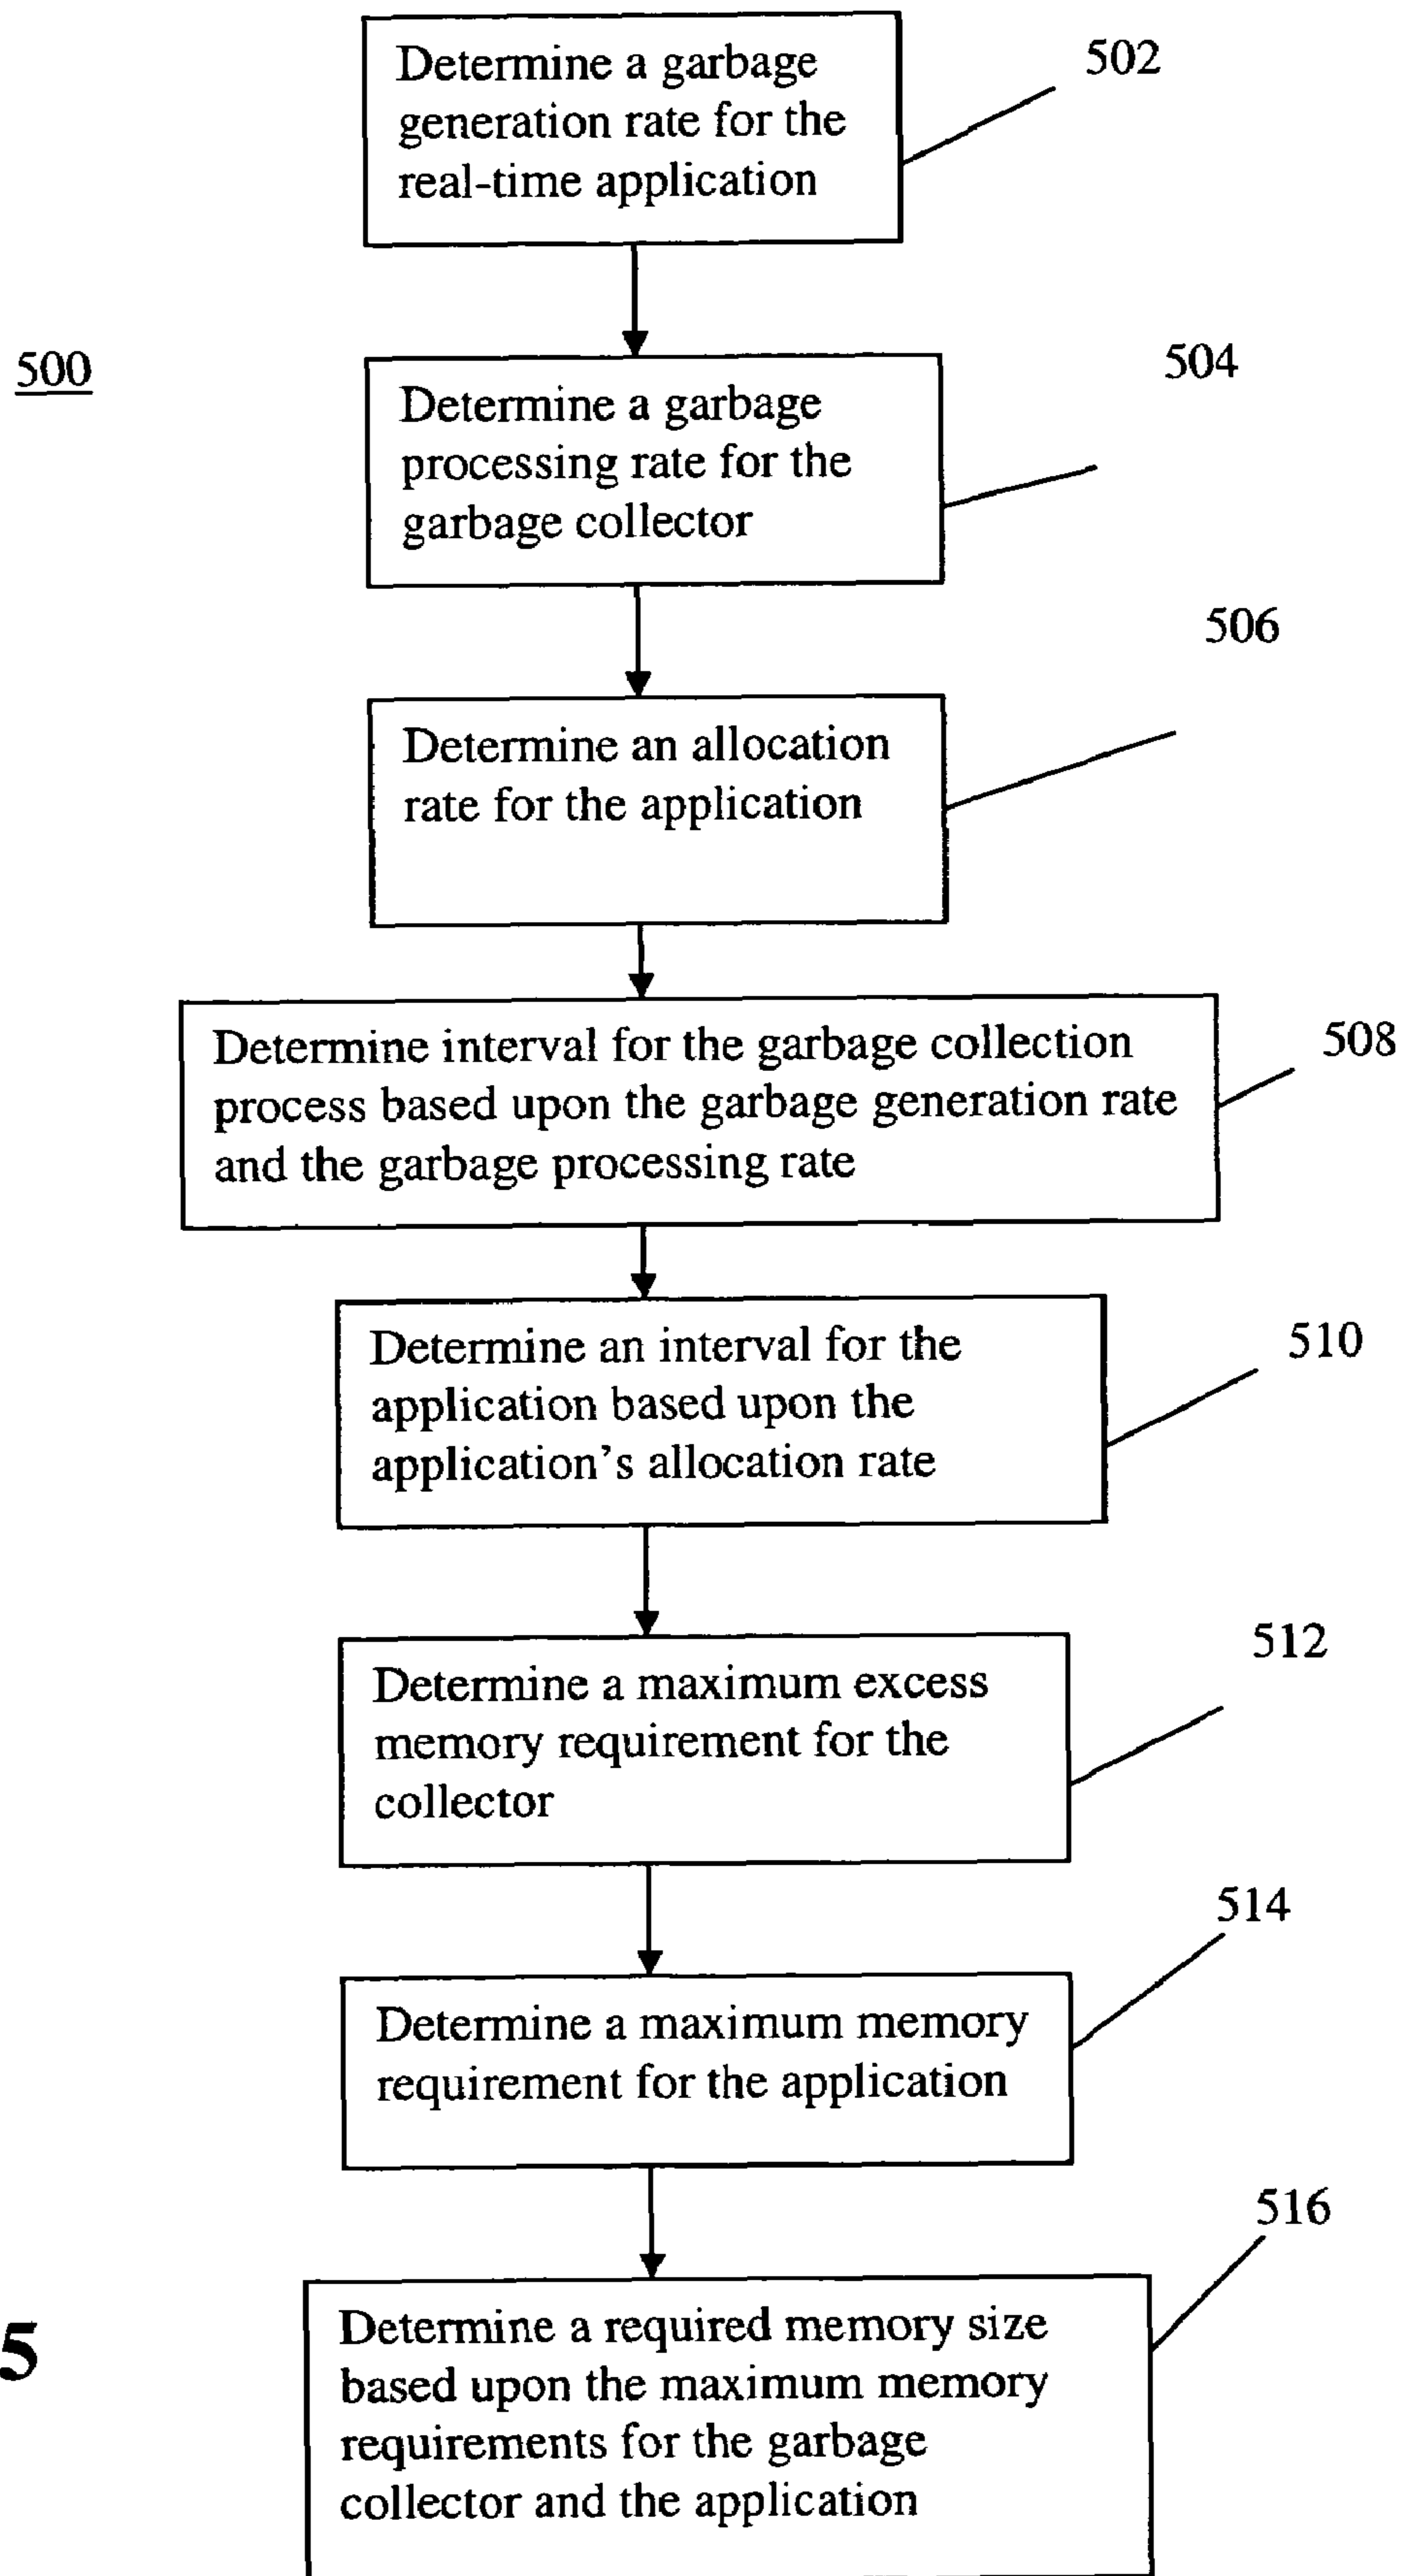 Determine a garbage
generation rate for the
real-time application
502
500
Determine a garbage
processing rate for the
garbage collector
504
Determine an allocation
rate for the application
506
Determine interval for the garbage collection
process based upon the garbage generation rate
and the garbage processing rate
508
Determine an interval for the
application based upon the
application's allocation rate
510
Determine a maximum excess
memory requirement for the
collector
512
Determine a maximum memory
requirement for the application
514
Determine a required memory size
based upon the maximum memory
requirements for the garbage
collector and the application
516
5